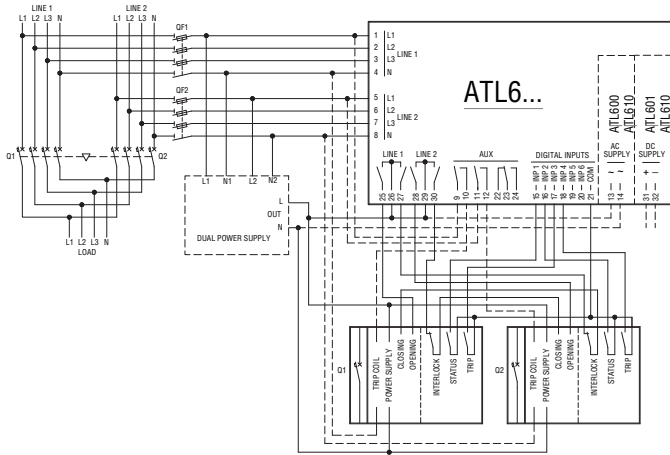 LINE 1
L1 L2 L3 N
LINE 2
L1 L2 L3 N
QF1
QF2
1 L1
2 L2
3 L3
4 N
LINE 1
5 L1
6 L2
7 L3
8 N
LINE 2
ATL6...
ATL600
ATL610
ATL601
ATL610
AC
SUPPLY
DC
SUPPLY
~ ~
+ –
LINE 1
LINE 2
AUX
DIGITAL INPUTS
INP 1
INP 2
INP 3
INP 4
INP 5
INP 6
COM
25 26 27 28 29 30
9 10 11 12 22 23 24
15 16 17 18 19 20 21
13 14
31 32
Q1
Q2
L1 L2 L3 N
LOAD
L1 N1 L2 N2
L
OUT
N
DUAL POWER SUPPLY
Q1
TRIP COIL
POWER SUPPLY
CLOSING
OPENING
INTERLOCK
STATUS
TRIP
Q2
TRIP COIL
POWER SUPPLY
CLOSING
OPENING
INTERLOCK
STATUS
TRIP